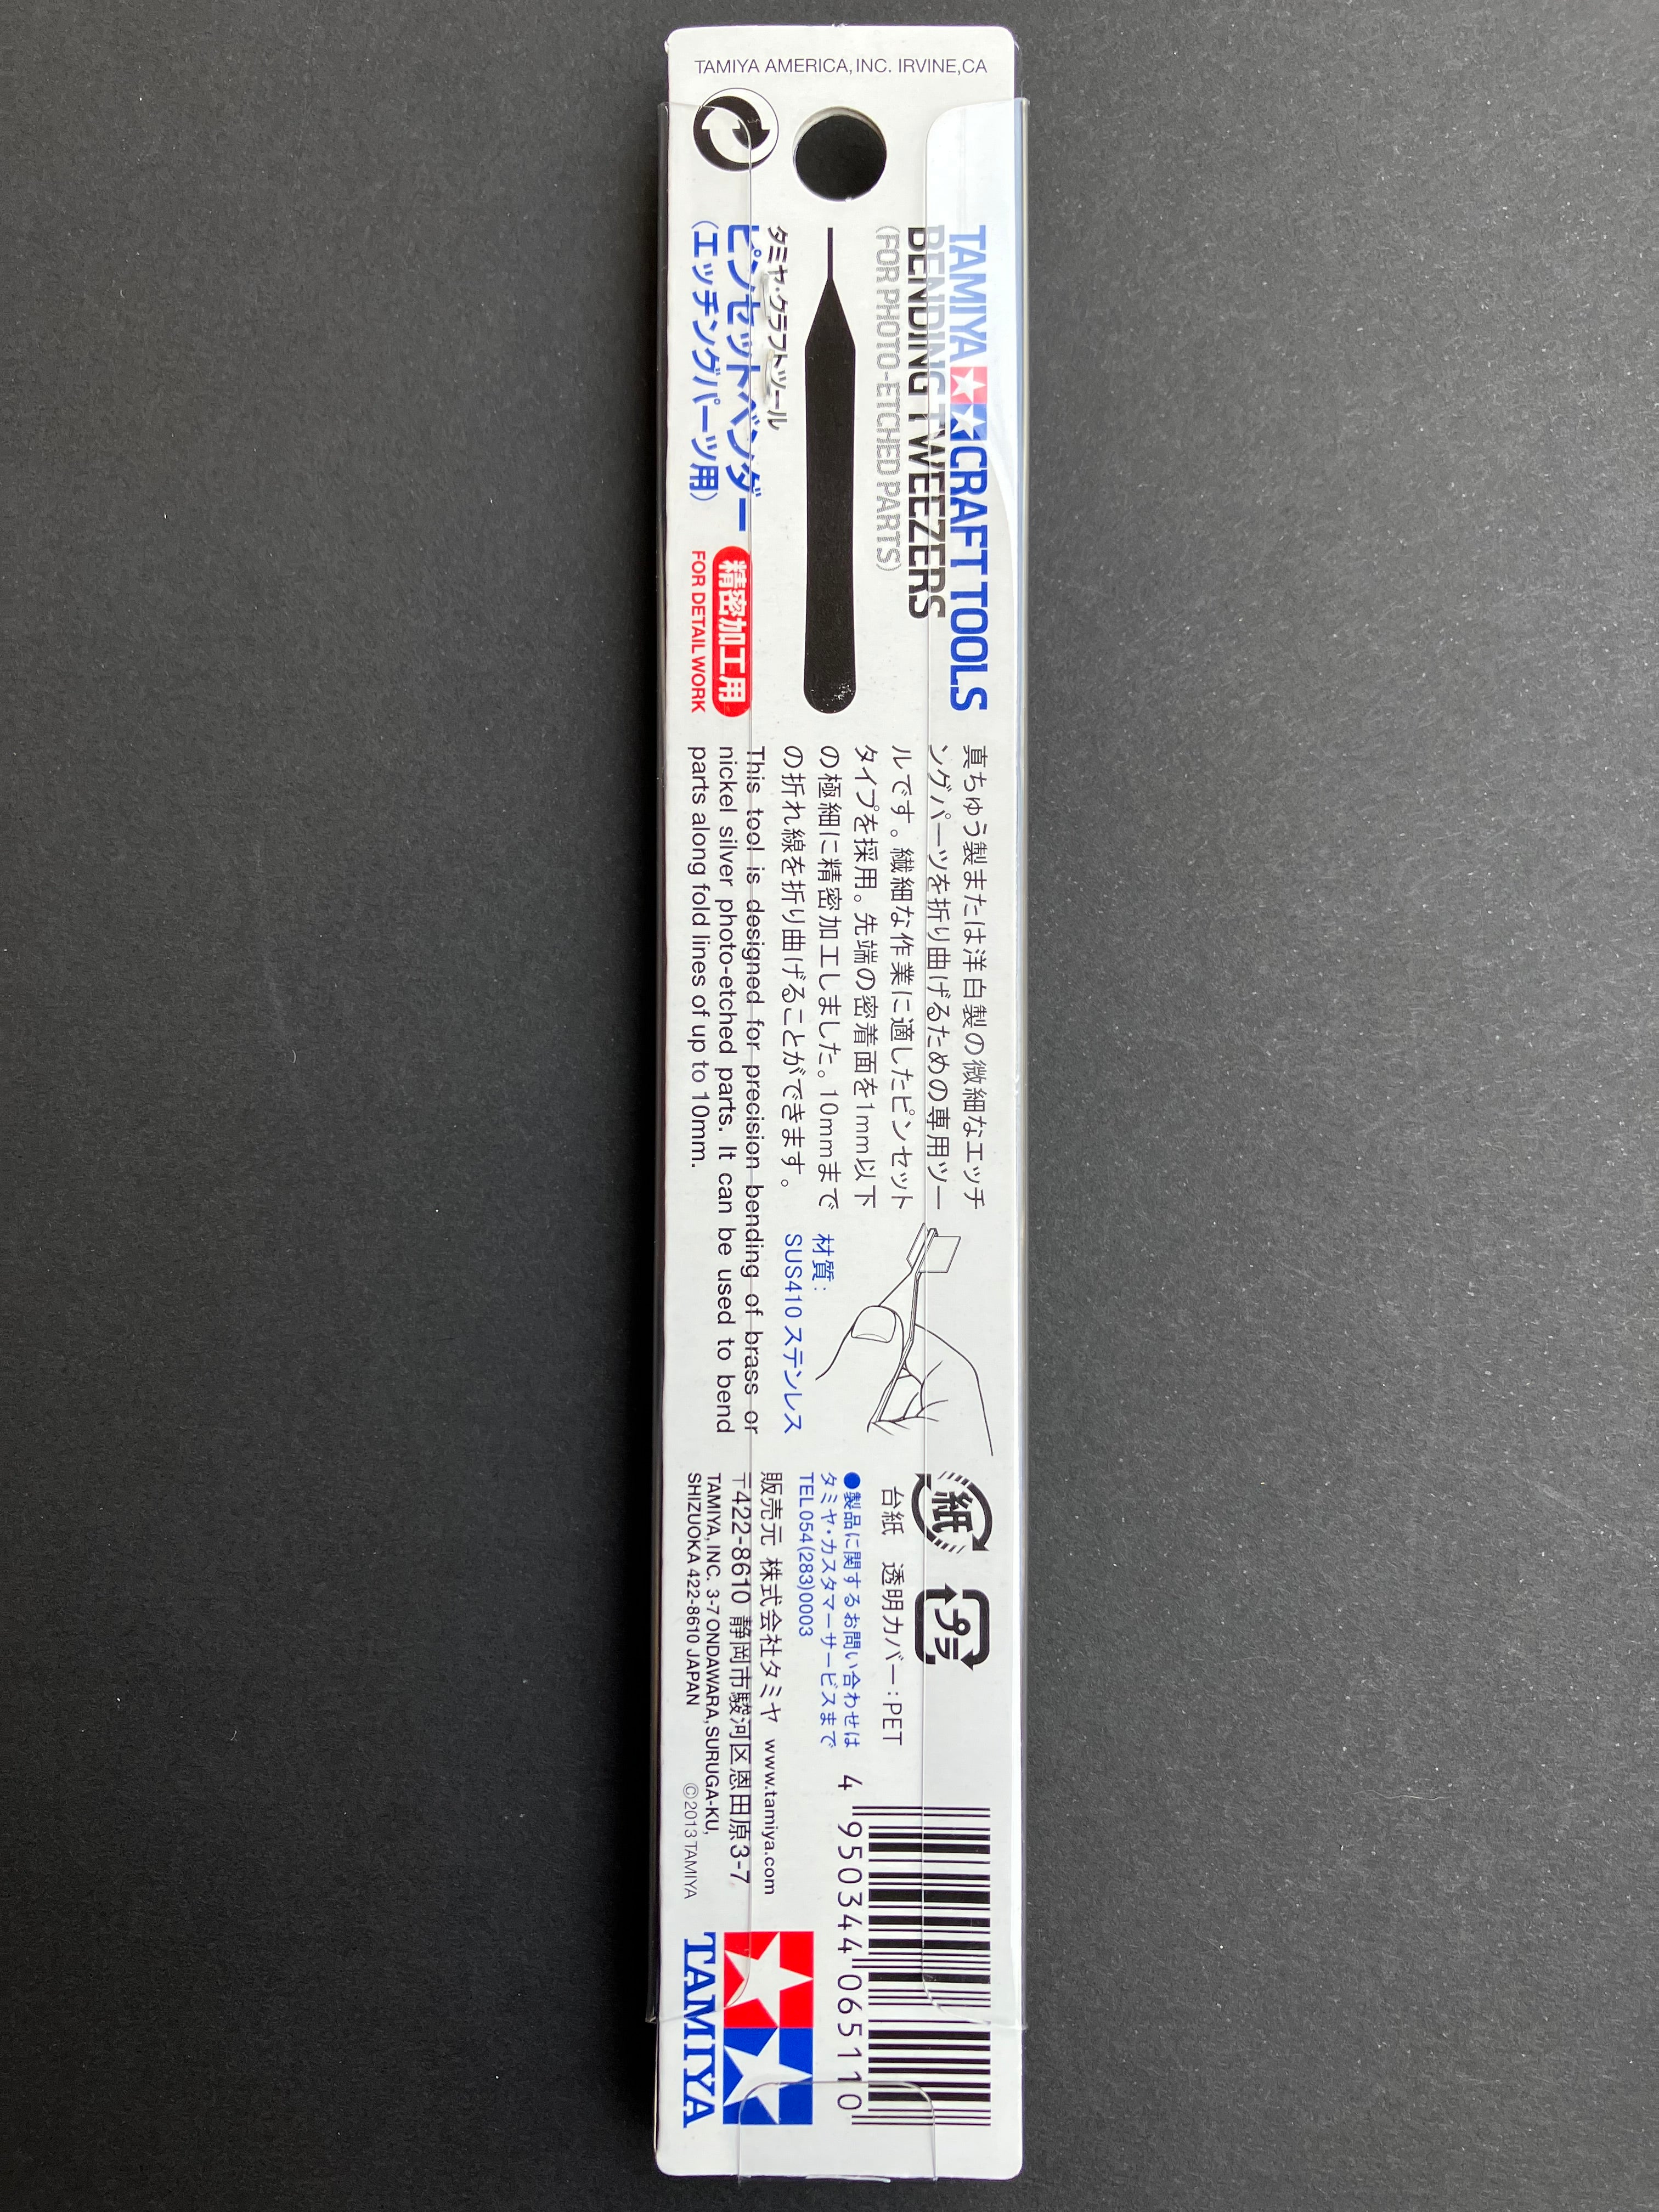 TAMIYA AMERICA, INC. IRVINE, CA
TAMIYA CRAFT TOOLS
BENDING TWEEZERS
(FOR PHOTO-ETCHED PARTS)
タミヤ・クラフトツール
ピンセットベンダー
(エッチングパーツ用)
精密加工用
FOR DETAIL WORK
真ちゅう製または洋白製の微細なエッチ
ングパーツを折り曲げるための専用ツー
ルです。繊細な作業に適したピンセット
タイプを採用。先端の密着面を1mm以下
の極細に精密加工しました。10mmまで
の折れ線を折り曲げることができます。
材質:
SUS410 ステンレス
This tool is designed for precision bending of brass or
nickel silver photo-etched parts. It can be used to bend
parts along fold lines of up to 10mm.
紙
プラ
台紙 透明カバー:PET
●製品に関するお問い合わせは
タミヤ・カスタマーサービスまで
TEL054(283)0003
販売元 株式会社タミヤ www.tamiya.com
〒422-8610 静岡市駿河区恩田原3-7
TAMIYA, INC. 3-7 ONDAWARA, SURUGA-KU,
SHIZUOKA 422-8610 JAPAN
©2013 TAMIYA
4 950344 065110
TAMIYA